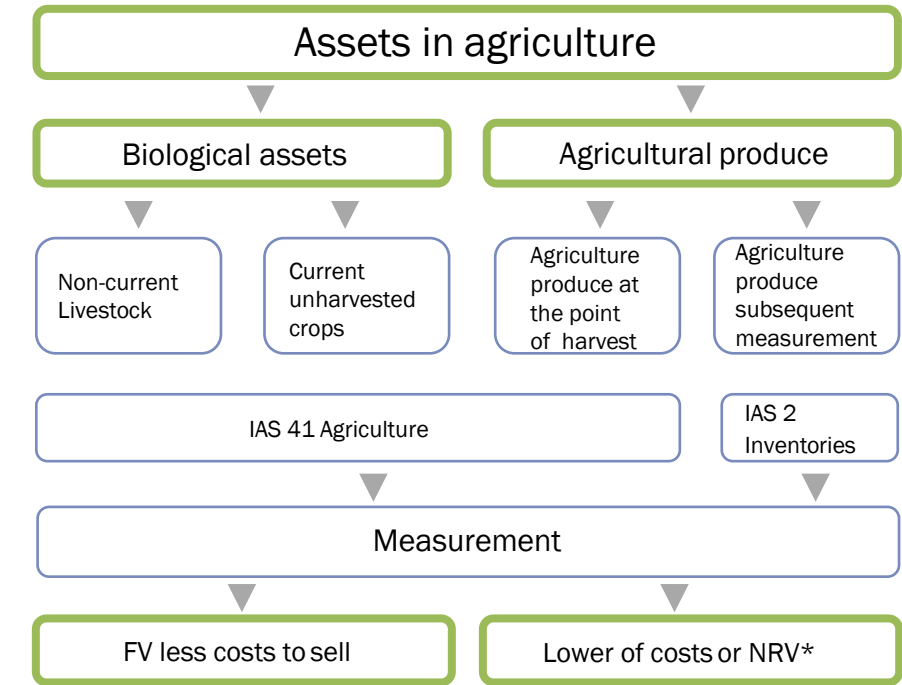 Assets in agriculture
Biological assets
Agricultural produce
Non-current
Livestock
Current
unharvested
crops
Agriculture
produce at
the point
of harvest
Agriculture
produce
subsequent
measurement
IAS 41 Agriculture
IAS 2
Inventories
Measurement
FV less costs to sell
Lower of costs or NRV*